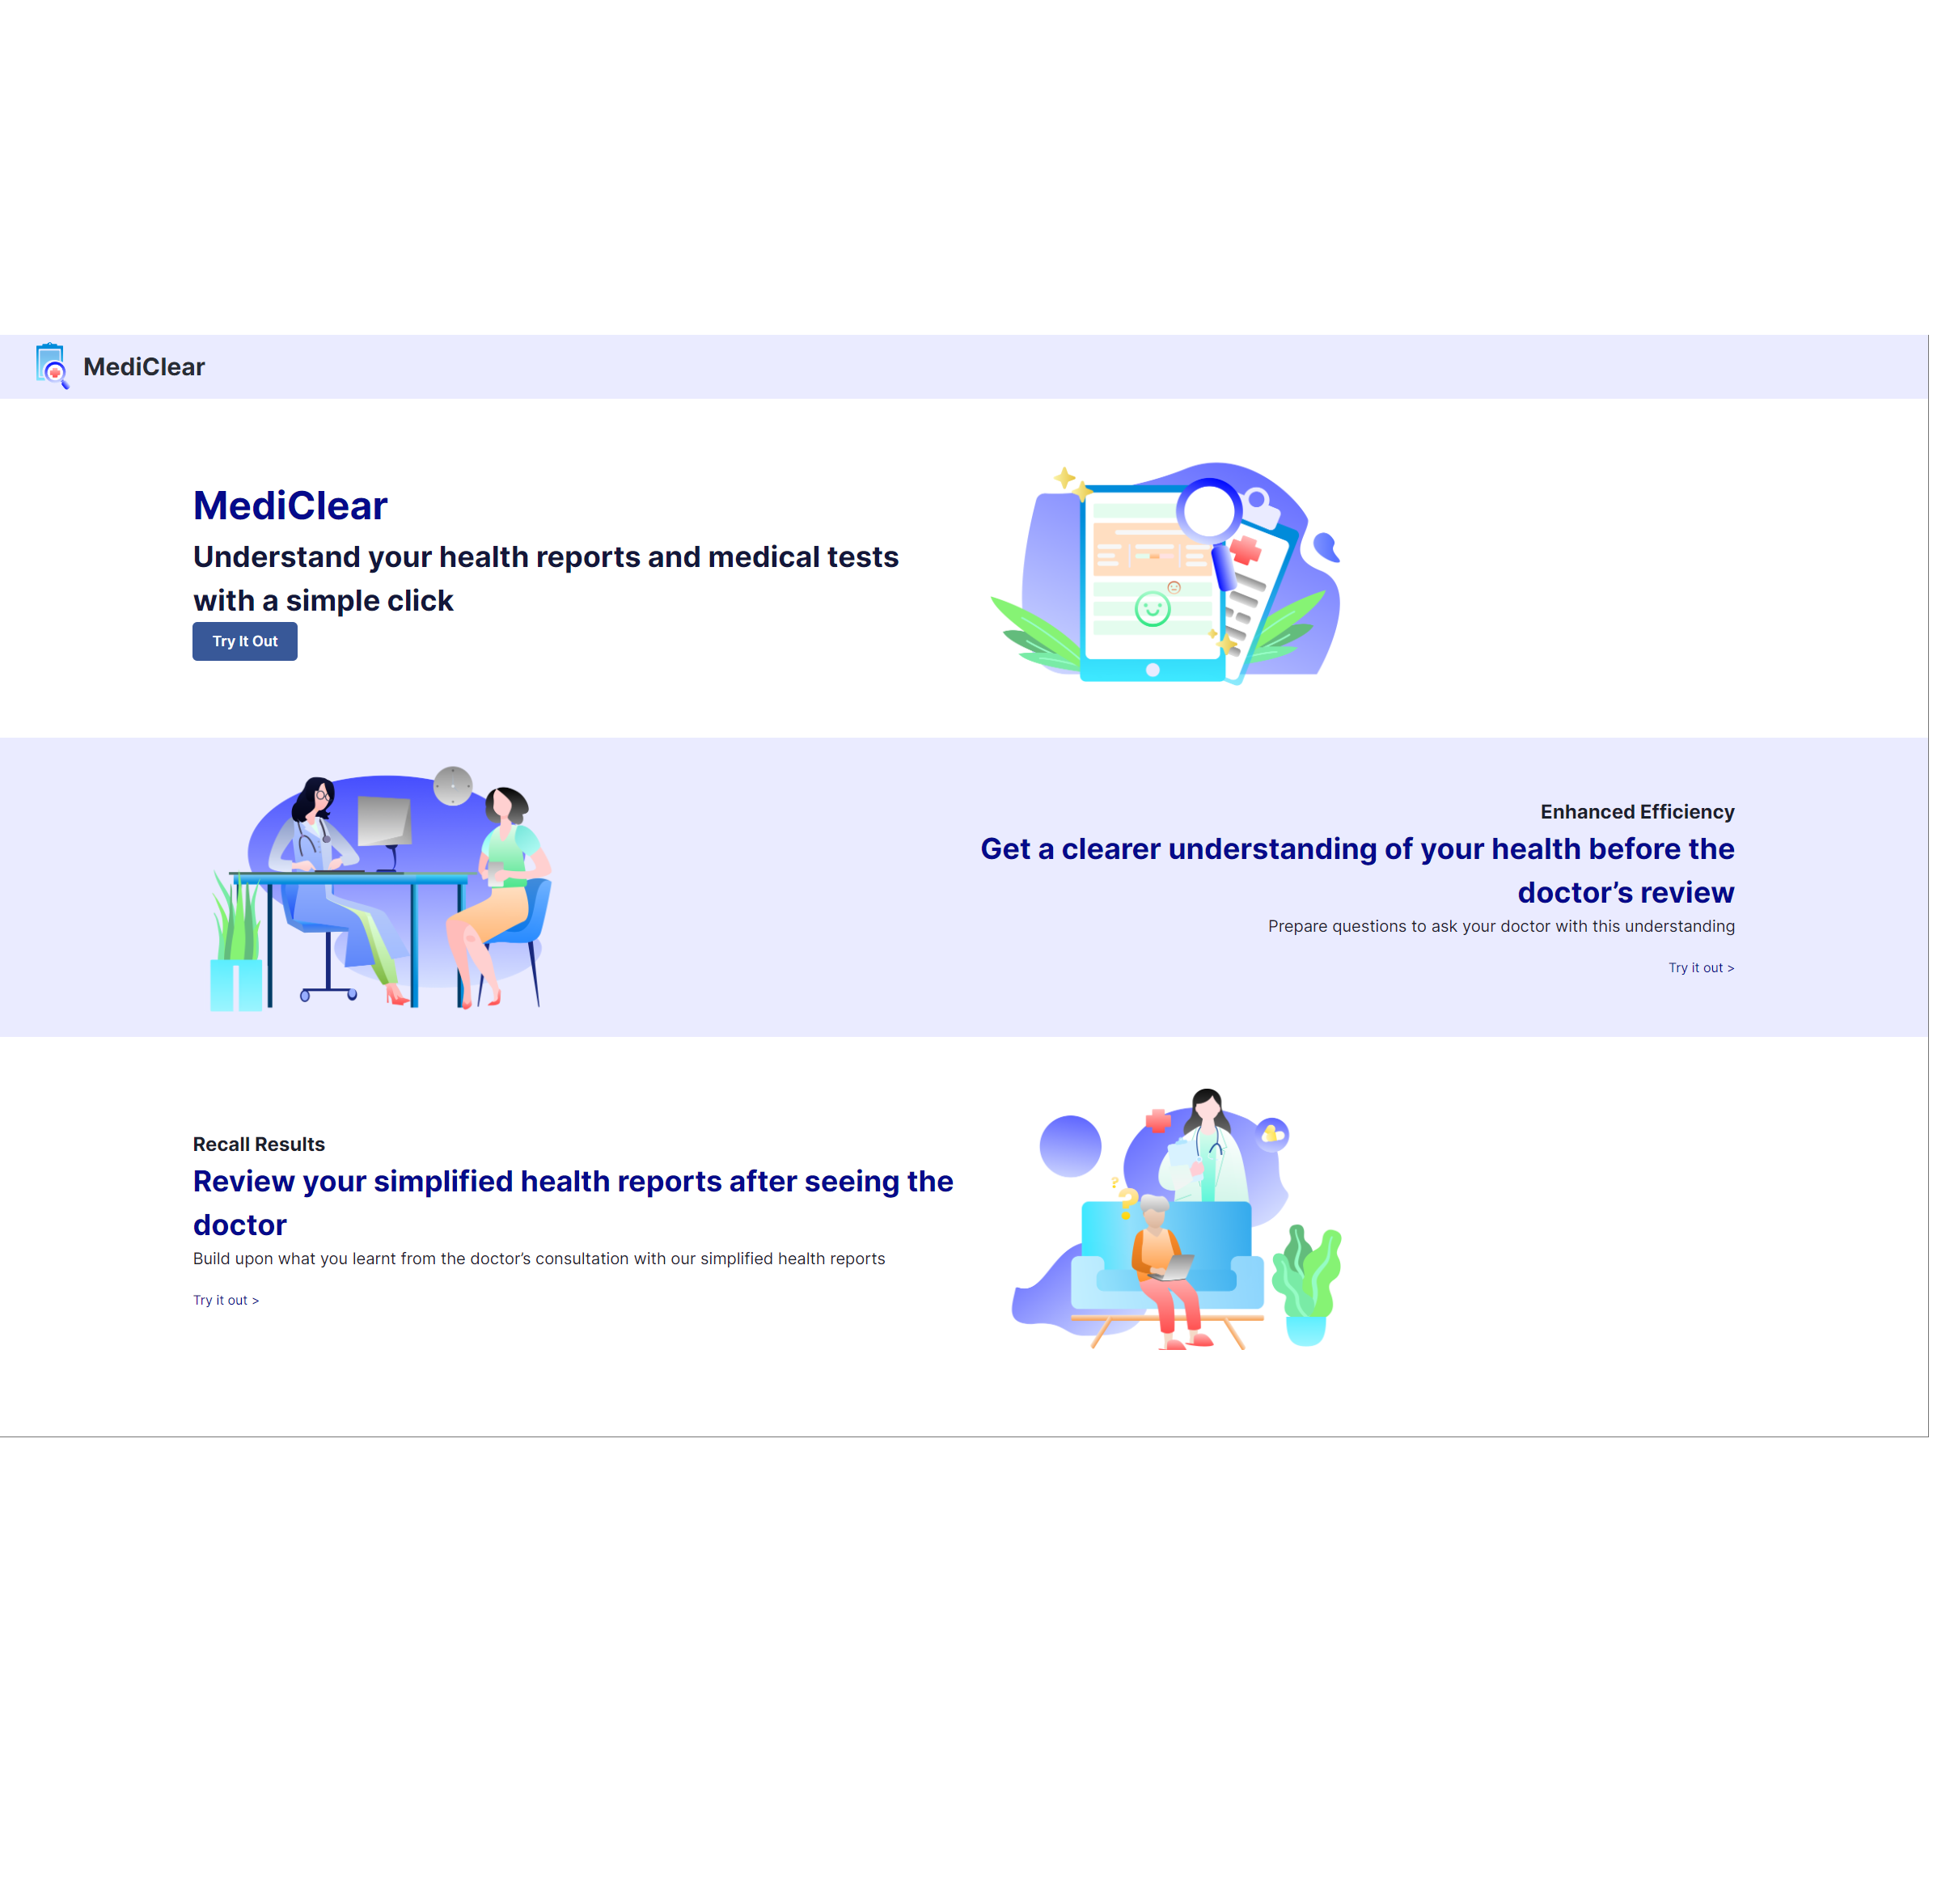 MediClear
MediClear
Understand your health reports and medical tests
with a simple click
Try It Out
Enhanced Efficiency
Get a clearer understanding of your health before the
doctor’s review
Prepare questions to ask your doctor with this understanding
Try it out >
Recall Results
Review your simplified health reports after seeing the
doctor
Build upon what you learnt from the doctor’s consultation with our simplified health reports
Try it out >
? ?